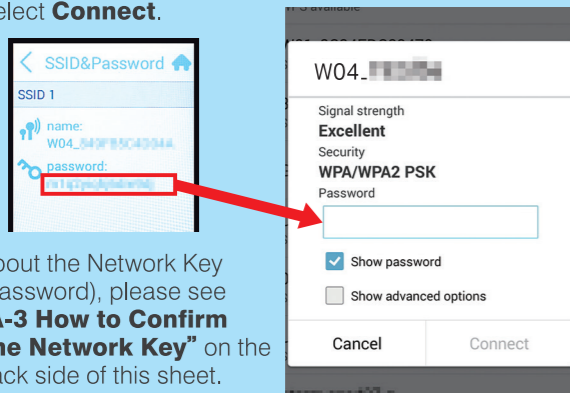 elect Connect.
SSID&Password
SSID 1
name:
W04_
password:
bout the Network Key
assword), please see
A-3 How to Confirm
ne Network Key" on the
ack side of this sheet.
W04-
Signal strength
Excellent
Security
WPA/WPA2 PSK
Password
Show password
Show advanced options
Cancel
Connect